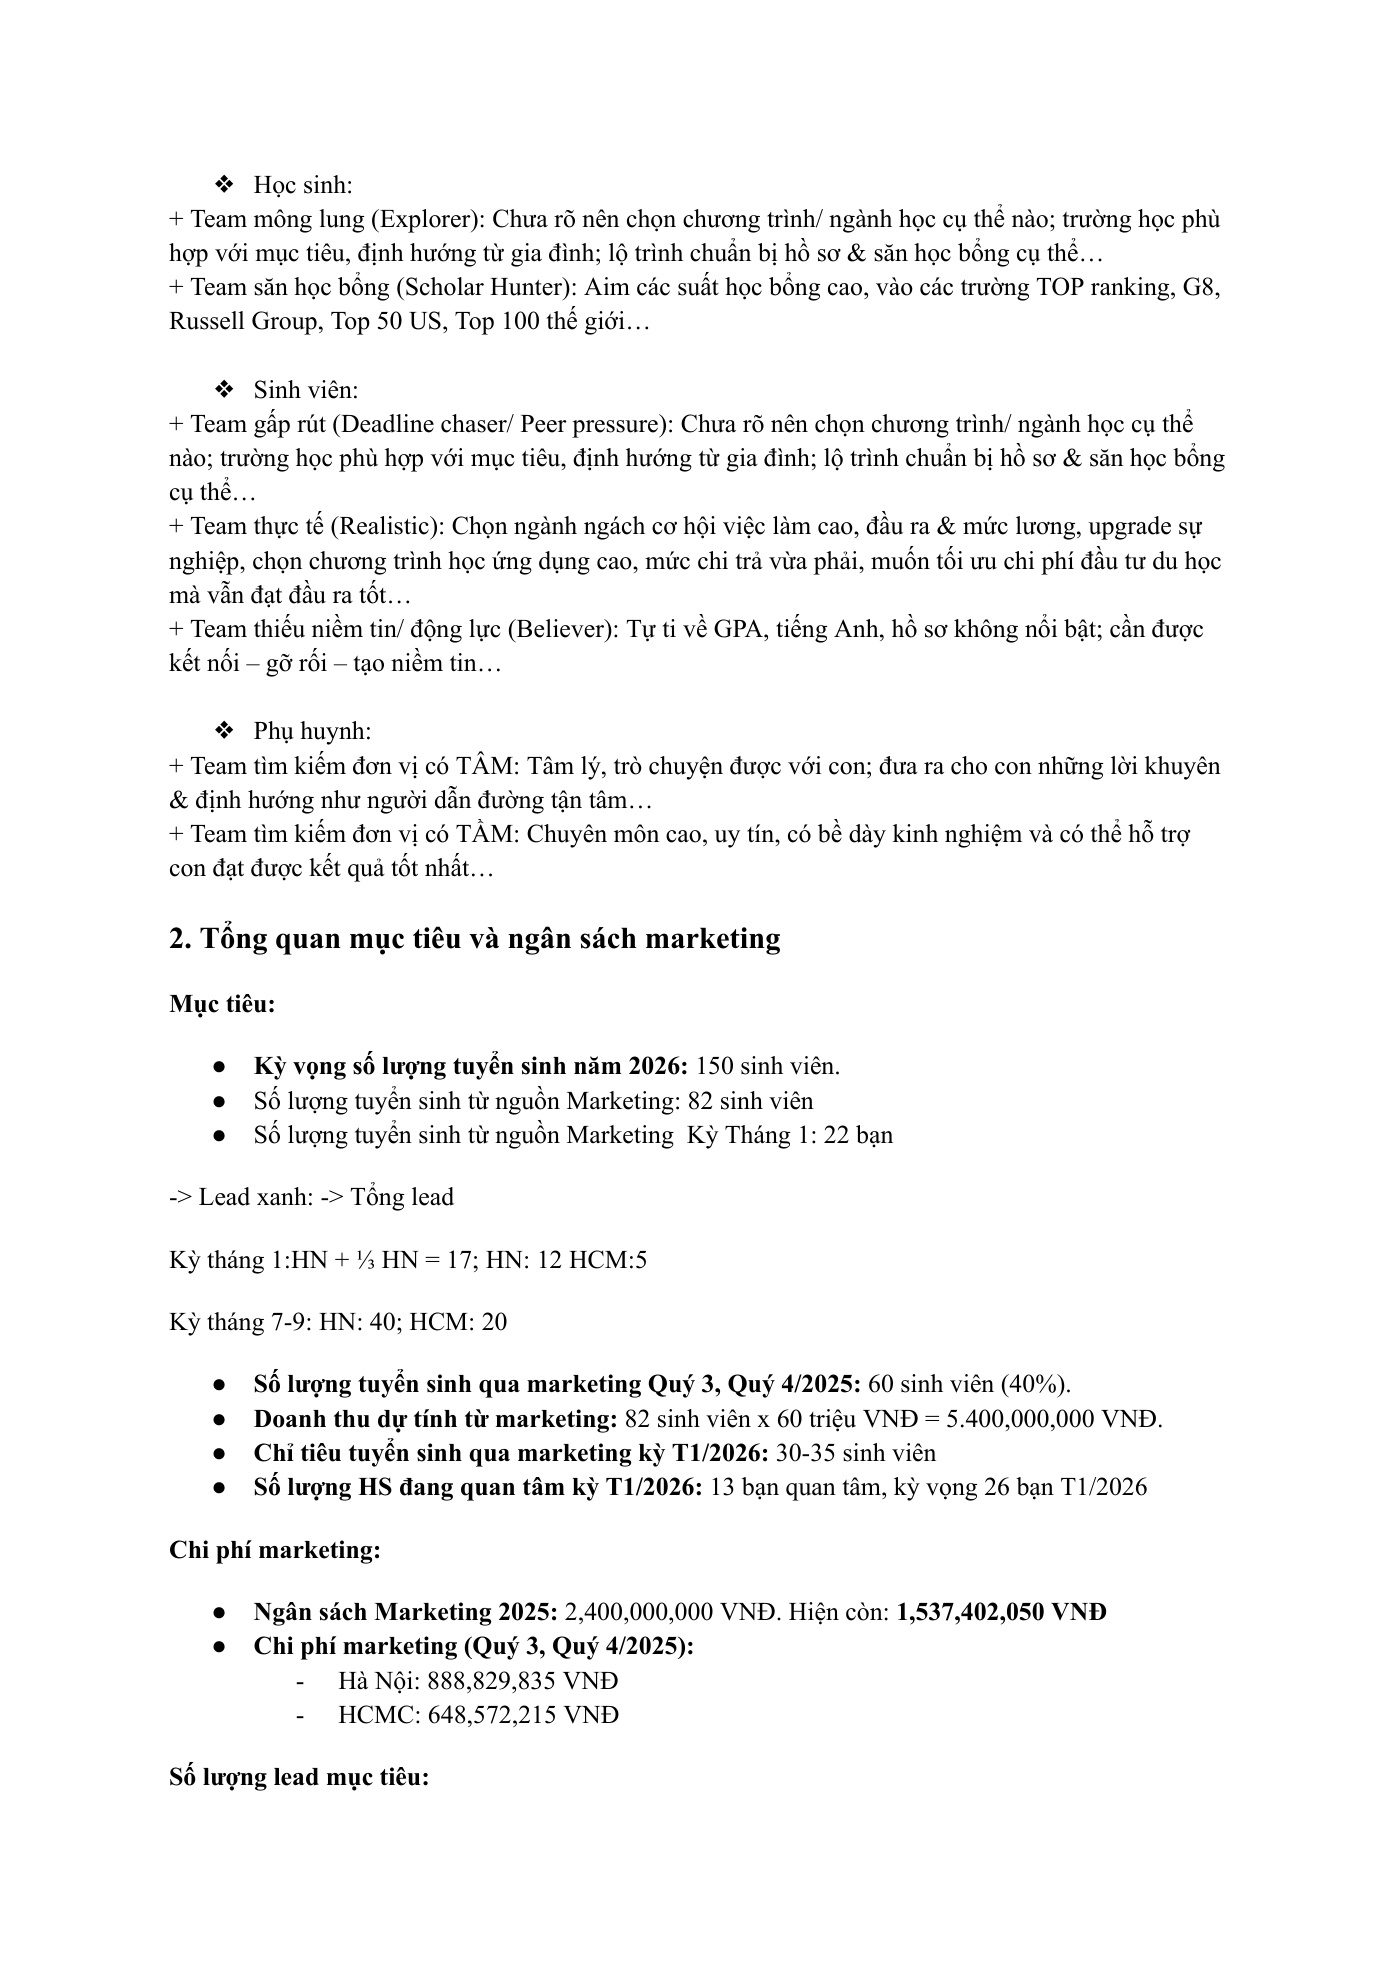 ❖ Học sinh:
+ Team mông lung (Explorer): Chưa rõ nên chọn chương trình/ ngành học cụ thể nào; trường học phù
hợp với mục tiêu, định hướng từ gia đình; lộ trình chuẩn bị hồ sơ & săn học bổng cụ thể…
+ Team săn học bổng (Scholar Hunter): Aim các suất học bổng cao, vào các trường TOP ranking, G8,
Russell Group, Top 50 US, Top 100 thế giới…
❖ Sinh viên:
+ Team gấp rút (Deadline chaser/ Peer pressure): Chưa rõ nên chọn chương trình/ ngành học cụ thể
nào; trường học phù hợp với mục tiêu, định hướng từ gia đình; lộ trình chuẩn bị hồ sơ & săn học bổng
cụ thể…
+ Team thực tế (Realistic): Chọn ngành ngách cơ hội việc làm cao, đầu ra & mức lương, upgrade sự
nghiệp, chọn chương trình học ứng dụng cao, mức chi trả vừa phải, muốn tối ưu chi phí đầu tư du học
mà vẫn đạt đầu ra tốt…
+ Team thiếu niềm tin/ động lực (Believer): Tự ti về GPA, tiếng Anh, hồ sơ không nổi bật; cần được
kết nối – gỡ rối – tạo niềm tin…
❖ Phụ huynh:
+ Team tìm kiếm đơn vị có TÂM: Tâm lý, trò chuyện được với con; đưa ra cho con những lời khuyên
& định hướng như người dẫn đường tận tâm…
+ Team tìm kiếm đơn vị có TẦM: Chuyên môn cao, uy tín, có bề dày kinh nghiệm và có thể hỗ trợ
con đạt được kết quả tốt nhất…
2. Tổng quan mục tiêu và ngân sách marketing
Mục tiêu:
● Kỳ vọng số lượng tuyển sinh năm 2026: 150 sinh viên.
● Số lượng tuyển sinh từ nguồn Marketing: 82 sinh viên
● Số lượng tuyển sinh từ nguồn Marketing  Kỳ Tháng 1: 22 bạn
-> Lead xanh: -> Tổng lead
Kỳ tháng 1:HN + ⅓ HN = 17; HN: 12 HCM:5
Kỳ tháng 7-9: HN: 40; HCM: 20
● Số lượng tuyển sinh qua marketing Quý 3, Quý 4/2025: 60 sinh viên (40%).
● Doanh thu dự tính từ marketing: 82 sinh viên x 60 triệu VNĐ = 5.400,000,000 VNĐ.
● Chỉ tiêu tuyển sinh qua marketing kỳ T1/2026: 30-35 sinh viên
● Số lượng HS đang quan tâm kỳ T1/2026: 13 bạn quan tâm, kỳ vọng 26 bạn T1/2026
Chi phí marketing:
● Ngân sách Marketing 2025: 2,400,000,000 VNĐ. Hiện còn: 1,537,402,050 VNĐ
● Chi phí marketing (Quý 3, Quý 4/2025):
- Hà Nội: 888,829,835 VNĐ
- HCMC: 648,572,215 VNĐ
Số lượng lead mục tiêu: